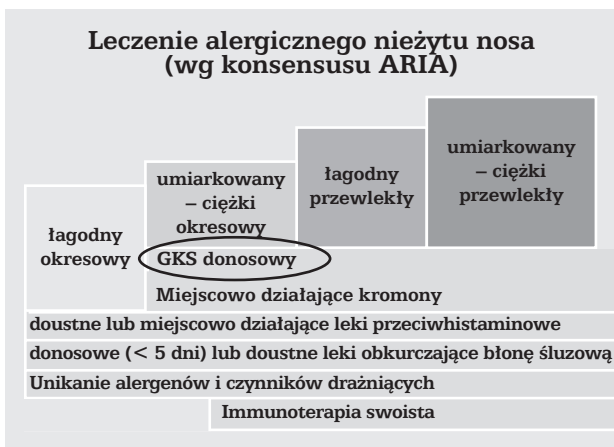 Leczenie alergicznego nieżytu nosa
(wg konsensusu ARIA)
łagodny
okresowy
umiarkowany
– ciężki
okresowy
łagodny
przewlekły
umiarkowany
– ciężki
przewlekły
GKS donosowy
Miejscowo działające kromony
doustne lub miejscowo działające leki przeciwhistaminowe
donosowe (< 5 dni) lub doustne leki obkurczające błonę śluzową
Unikanie alergenów i czynników drażniących
Immunoterapia swoista